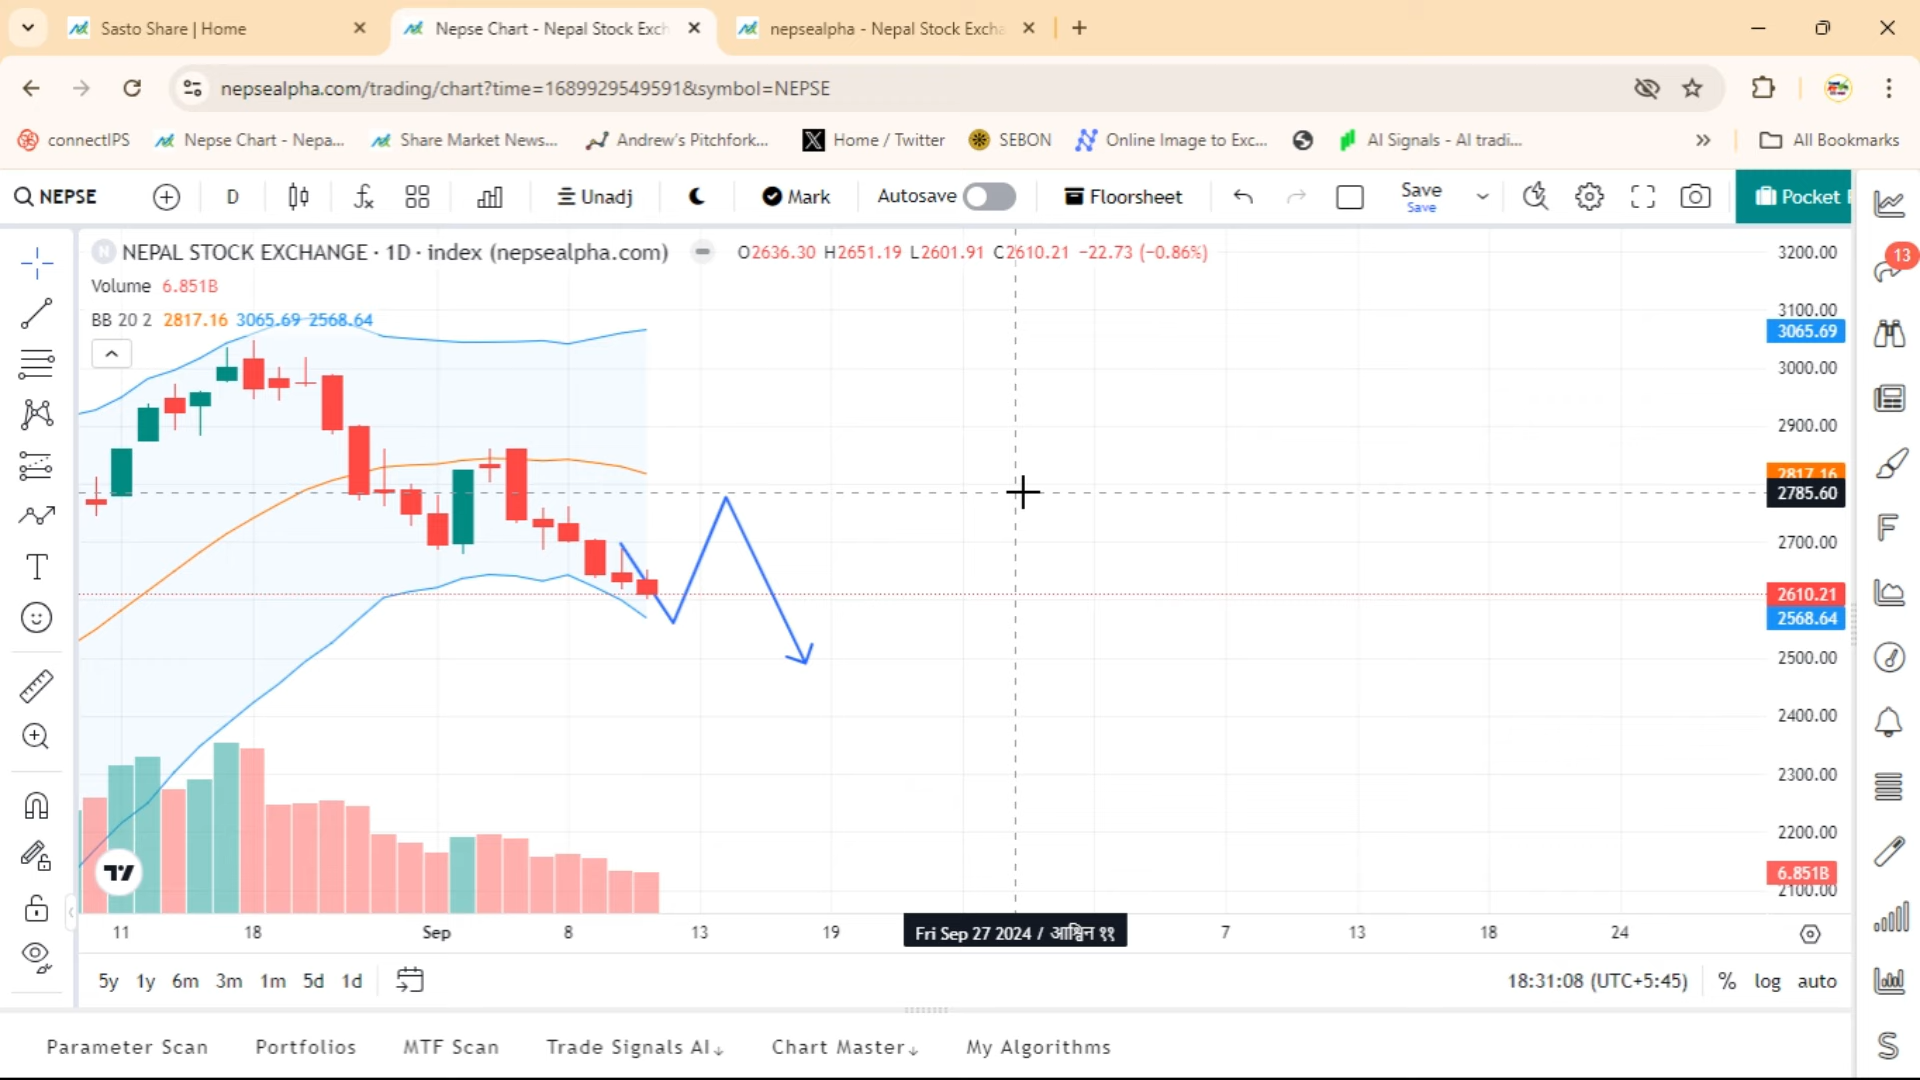 Sasto Share | Home
Nepse Chart - Nepal Stock Exch
nepsealpha - Nepal Stock Excha
nepsealpha.com/trading/chart?time=1689929549591&symbol=NEPSE
connectIPS
Nepse Chart - Nepa...
Share Market News...
Andrew's Pitchfork...
Home / Twitter
SEBON
Online Image to Exc...
AI Signals - AI tradi...
»
All Bookmarks
NEPSE
D
Unadj
Mark
Autosave
Floorsheet
Save
Save
Pocket
13
NEPAL STOCK EXCHANGE · 1D · index (nepsealpha.com)
O2636.30 H2651.19 L2601.91 C2610.21 −22.73 (−0.86%)
Volume 6.851B
BB 20 2 2817.16 3065.69 2568.64
3200.00
3100.00
3065.69
3000.00
2900.00
2817.16
2785.60
2700.00
2610.21
2568.64
2500.00
2400.00
2300.00
2200.00
6.851B
2100.00
11
18
Sep
8
13
19
Fri Sep 27 2024 / आश्विन ११
7
13
18
24
5y 1y 6m 3m 1m 5d 1d
18:31:08 (UTC+5:45)
% log auto
Parameter Scan
Portfolios
MTF Scan
Trade Signals AI↓
Chart Master↓
My Algorithms
F
S